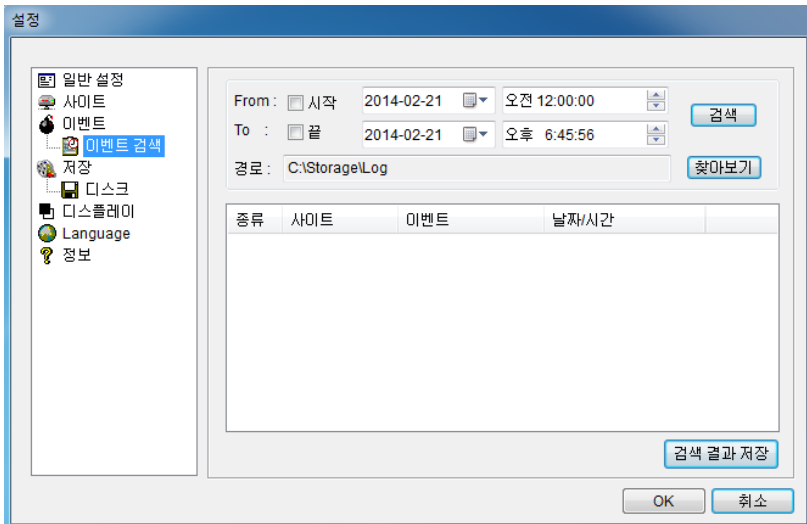 설정
일반 설정
사이트
이벤트
이벤트 검색
저장
디스크
디스플레이
Language
정보
From : 시작 2014-02-21 오전 12:00:00
To : 끝 2014-02-21 오후 6:45:56
검색
경로 : C:\Storage\Log 찾아보기
종류 사이트 이벤트 날짜/시간
검색 결과 저장
OK 취소